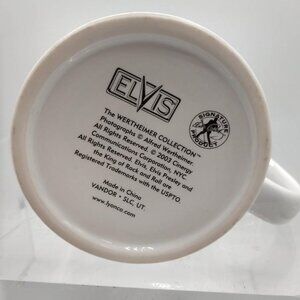 ELVIS
The WERTHEIMER COLLECTION™
Photographs © Alfred Wertheimer.
All Rights Reserved. © 2003 Cinergy
Communications Corporation, NYC.
All Rights Reserved. Elvis, Elvis Presley and
the King of Rock and Roll are
Registered Trademarks with the USPTO.
SIGNATURE
PRODUCT
Made in China
VANDOR • SLC, UT.
www.lyonco.com